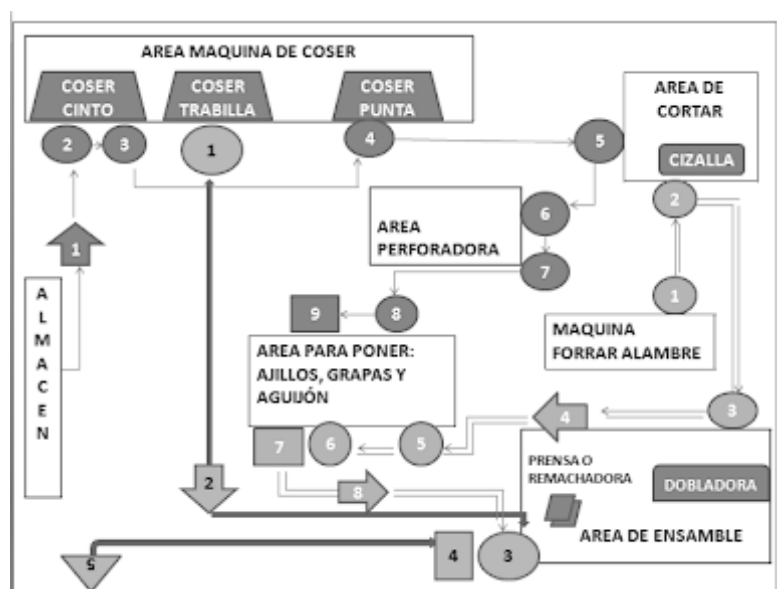 AREA MAQUINA DE COSER
COSER
CINTO
COSER
TRABILLA
COSER
PUNTA
AREA DE
CORTAR
CIZALLA
2
3
1
4
5
2
6
AREA
PERFORADORA
7
1
ALMACEN
1
9
8
MAQUINA
FORRAR ALAMBRE
AREA PARA PONER:
AJILLOS, GRAPAS Y
AGUIJÓN
3
4
7
6
5
PRENSA O
REMACHADORA
DOBLADORA
2
8
AREA DE ENSAMBLE
4
3
5